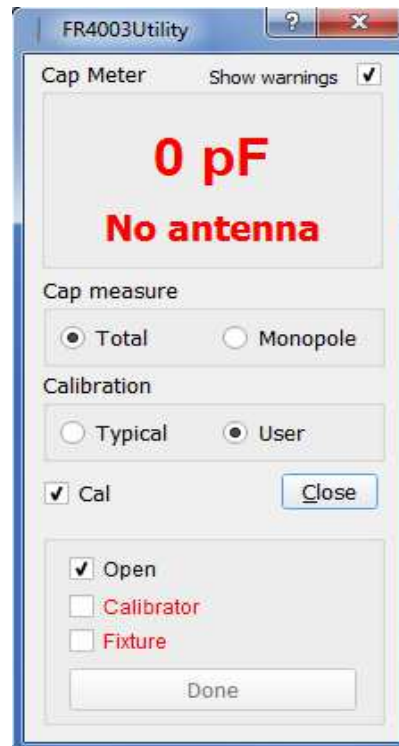 FR4003Utility
Cap Meter Show warnings
0 pF
No antenna
Cap measure
Total Monopole
Calibration
Typical User
Cal Close
Open
Calibrator
Fixture
Done